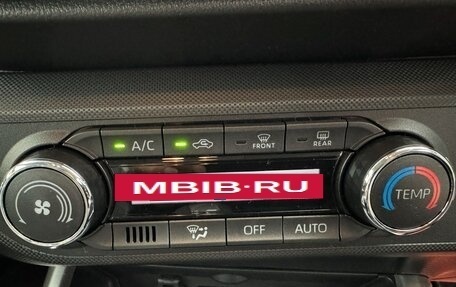 A/C
FRONT
REAR
MBIB-RU
TEMP
OFF
AUTO